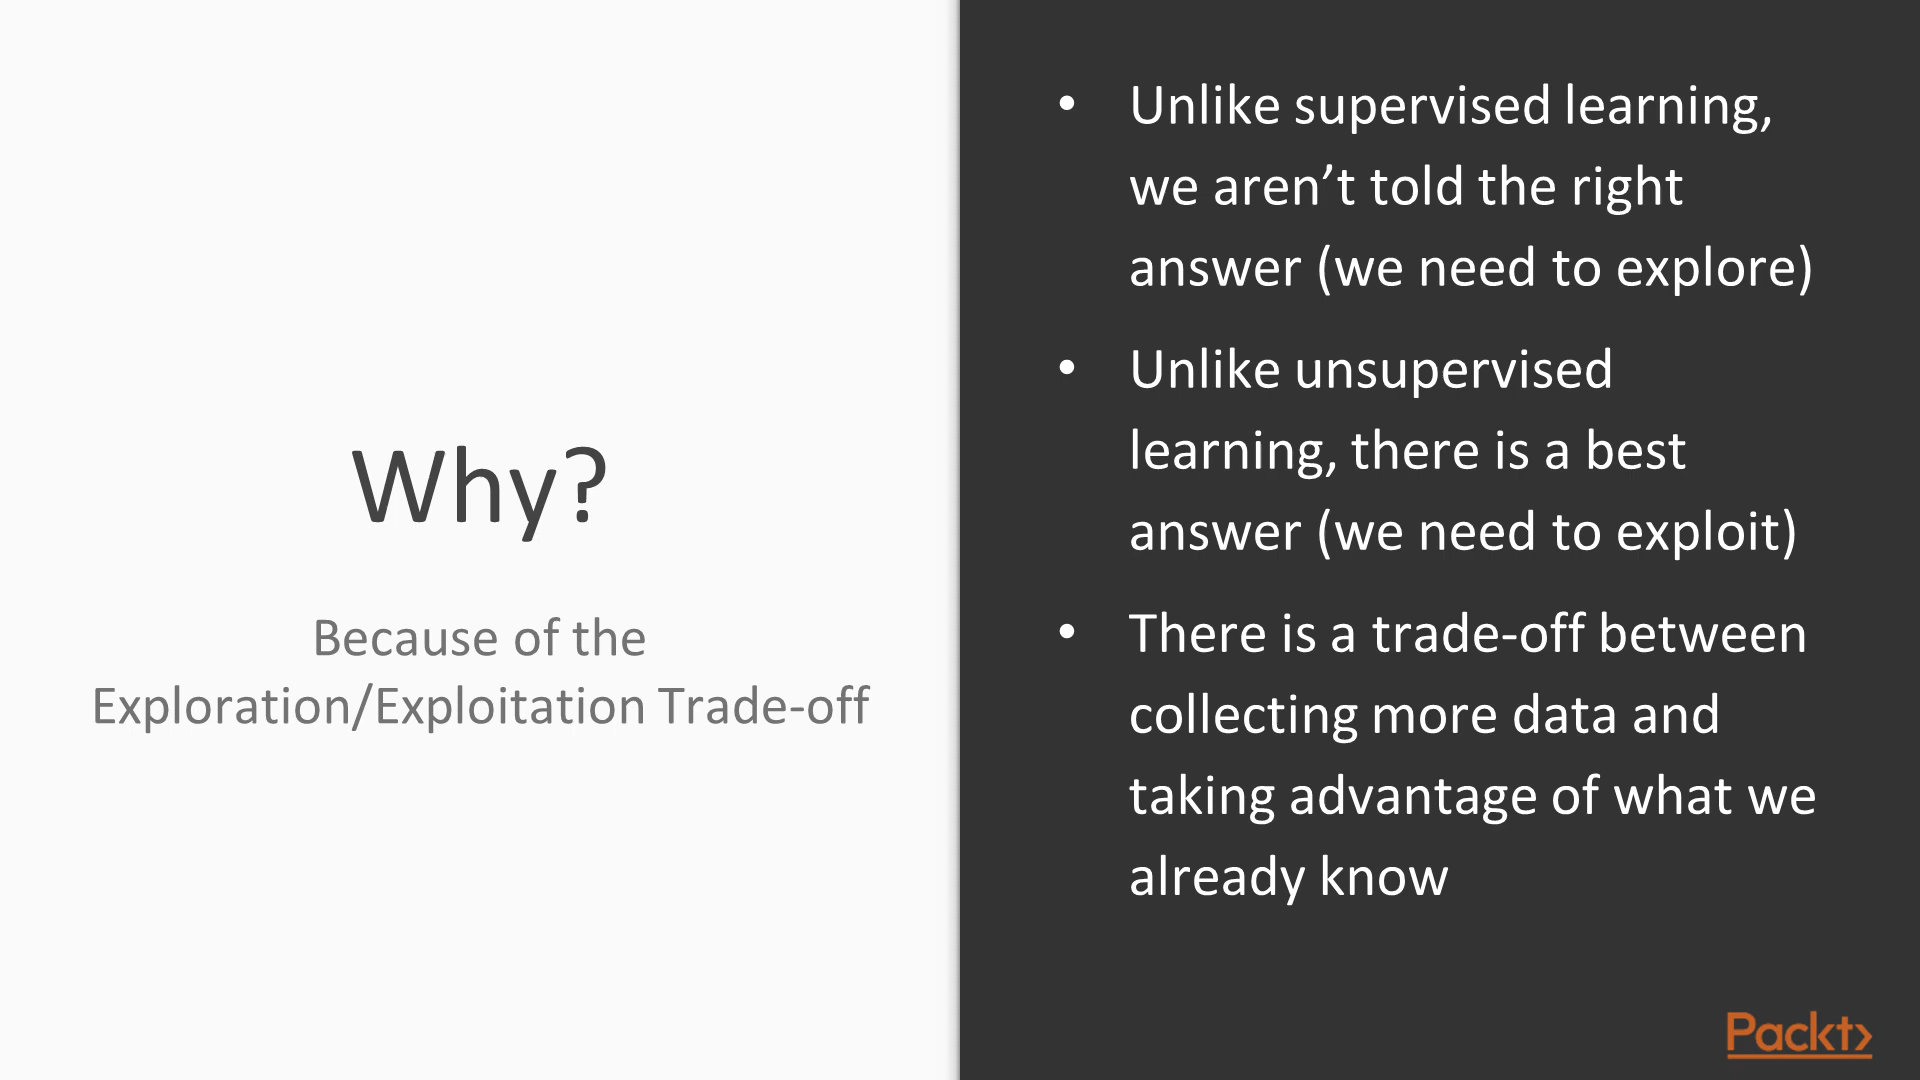 Why?
Because of the
Exploration/Exploitation Trade-off
• Unlike supervised learning,
we aren’t told the right
answer (we need to explore)
• Unlike unsupervised
learning, there is a best
answer (we need to exploit)
• There is a trade-off between
collecting more data and
taking advantage of what we
already know
Packt>